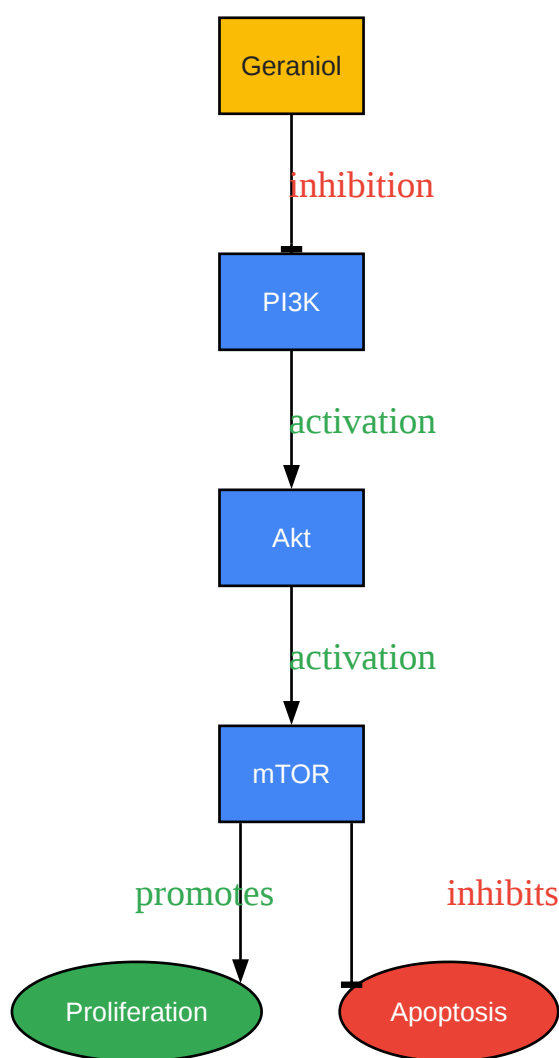 Geraniol
inhibition
PI3K
activation
Akt
activation
mTOR
promotes
inhibits
Proliferation
Apoptosis